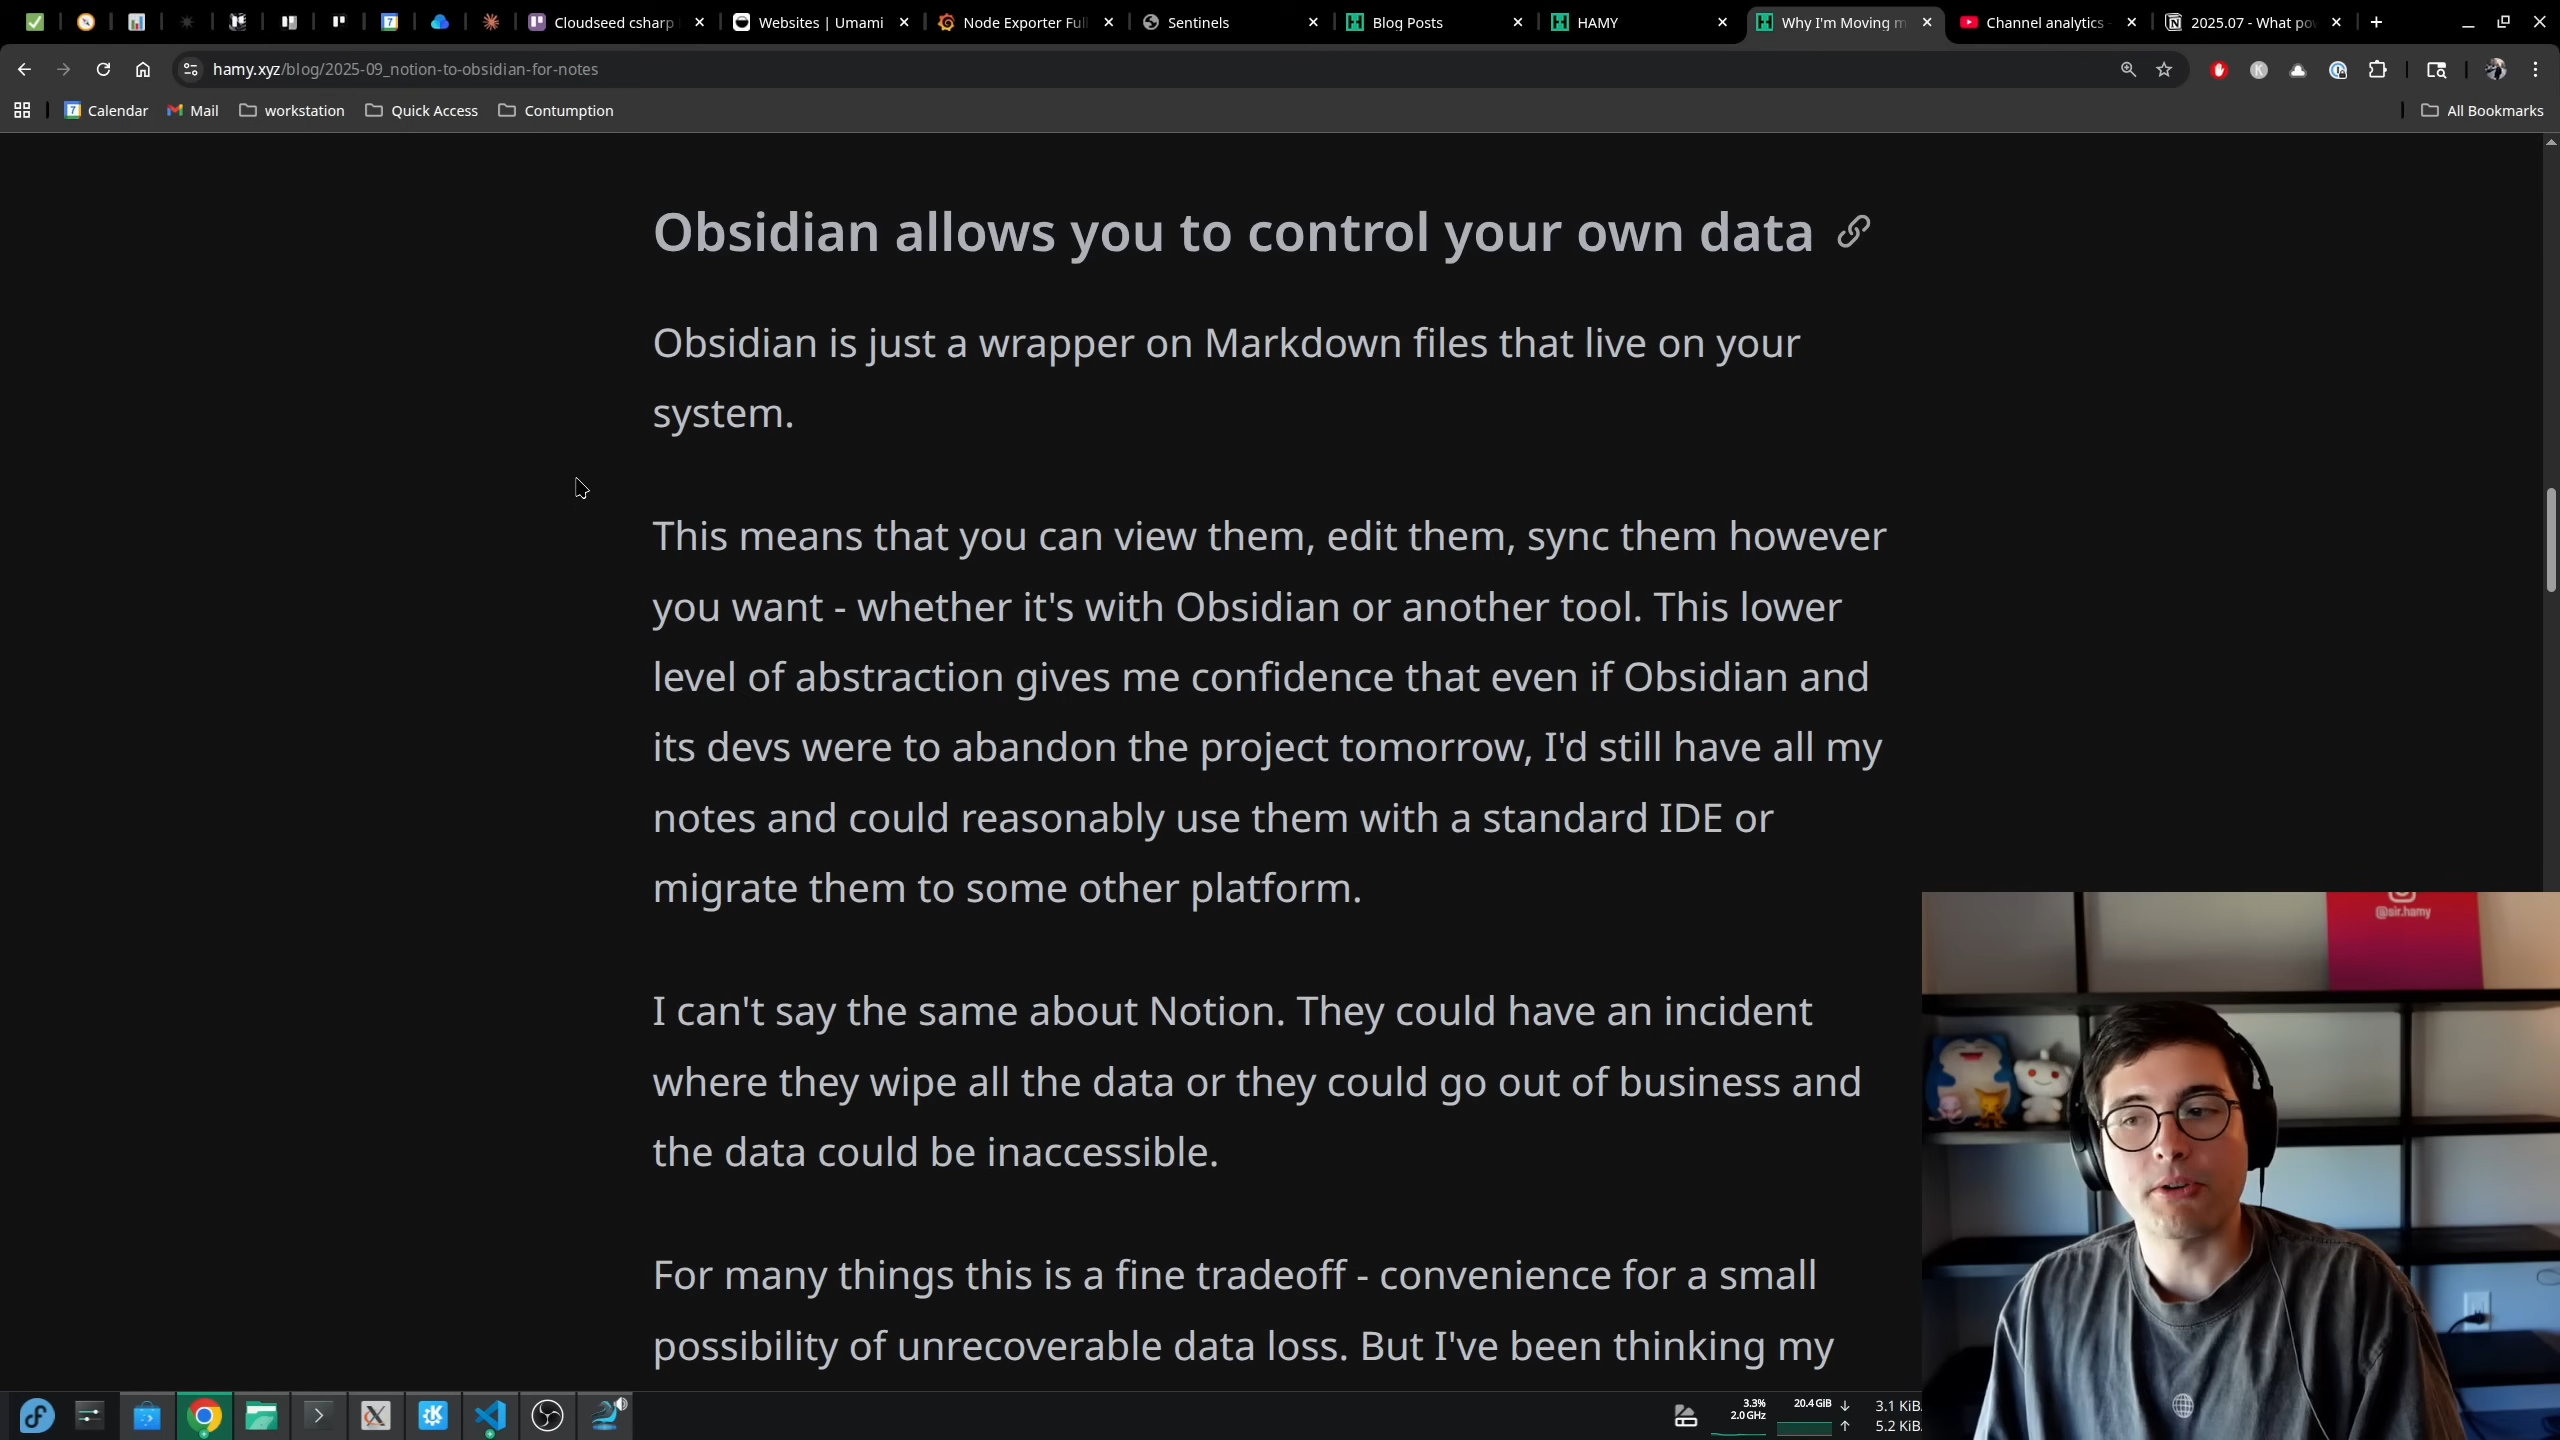 Cloudseed csharp
Websites | Umami
Node Exporter Full
Sentinels
Blog Posts
HAMY
Why I'm Moving m
Channel analytics
2025.07 - What po
hamy.xyz/blog/2025-09_notion-to-obsidian-for-notes
Calendar
Mail
workstation
Quick Access
Contumption
All Bookmarks
Obsidian allows you to control your own data
Obsidian is just a wrapper on Markdown files that live on your
system.
This means that you can view them, edit them, sync them however
you want - whether it's with Obsidian or another tool. This lower
level of abstraction gives me confidence that even if Obsidian and
its devs were to abandon the project tomorrow, I'd still have all my
notes and could reasonably use them with a standard IDE or
migrate them to some other platform.
I can't say the same about Notion. They could have an incident
where they wipe all the data or they could go out of business and
the data could be inaccessible.
For many things this is a fine tradeoff - convenience for a small
possibility of unrecoverable data loss. But I've been thinking my
@sir.hamy
3.3%
2.0 GHz
20.4 GiB
3.1 KiB/
5.2 KiB/